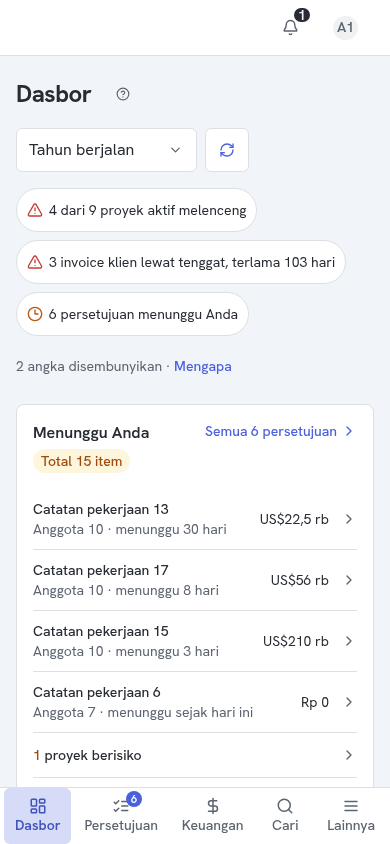 1
A1
Dasbor
Tahun berjalan
4 dari 9 proyek aktif melenceng
3 invoice klien lewat tenggat, terlama 103 hari
6 persetujuan menunggu Anda
2 angka disembunyikan · Mengapa
Menunggu Anda
Semua 6 persetujuan
Total 15 item
Catatan pekerjaan 13
Anggota 10 · menunggu 30 hari
US$22,5 rb
Catatan pekerjaan 17
Anggota 10 · menunggu 8 hari
US$56 rb
Catatan pekerjaan 15
Anggota 10 · menunggu 3 hari
US$210 rb
Catatan pekerjaan 6
Anggota 7 · menunggu sejak hari ini
Rp 0
1 proyek berisiko
6
Dasbor
Persetujuan
Keuangan
Cari
Lainnya